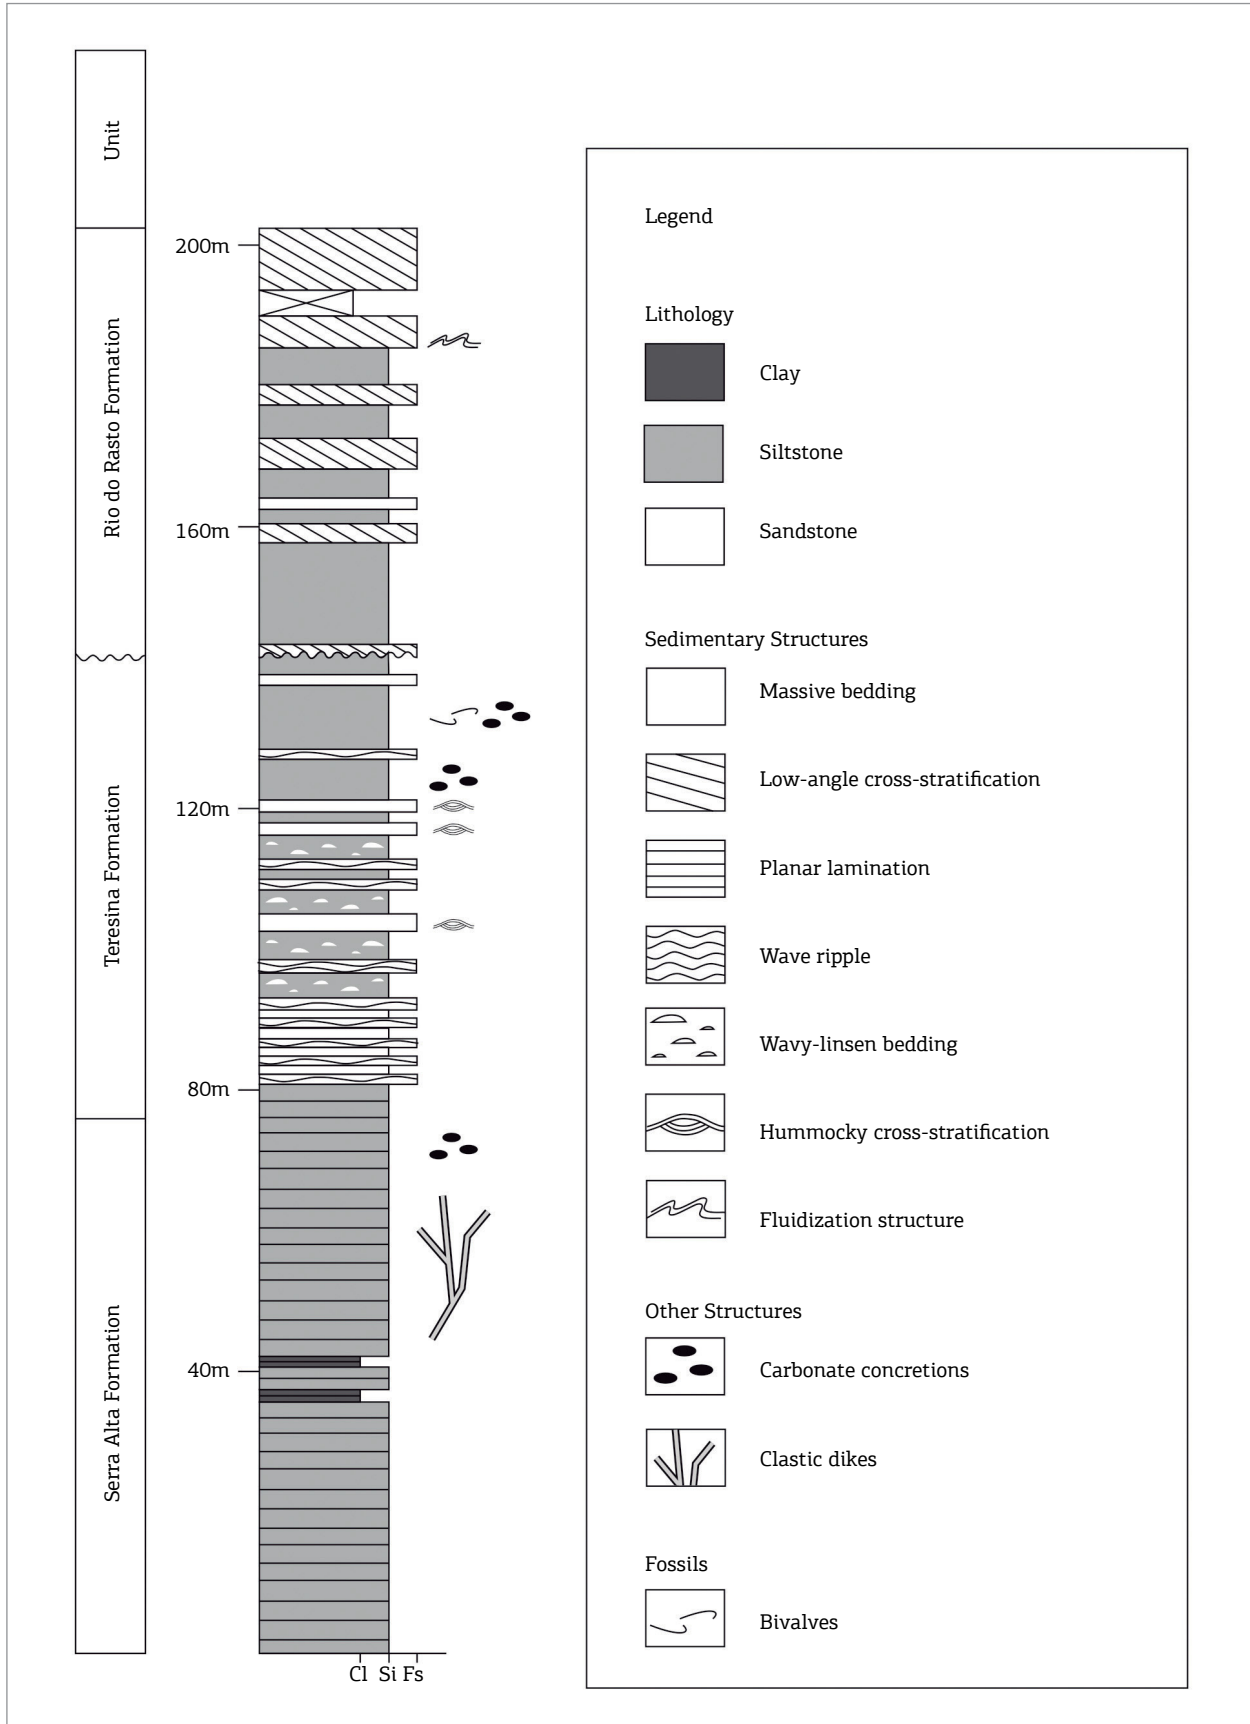 Unit
Rio do Rasto Formation
Teresina Formation
Serra Alta Formation
200m
160m
120m
80m
40m
Cl Si Fs
Legend
Lithology
Clay
Siltstone
Sandstone
Sedimentary Structures
Massive bedding
Low-angle cross-stratification
Planar lamination
Wave ripple
Wavy-linsen bedding
Hummocky cross-stratification
Fluidization structure
Other Structures
Carbonate concretions
Clastic dikes
Fossils
Bivalves